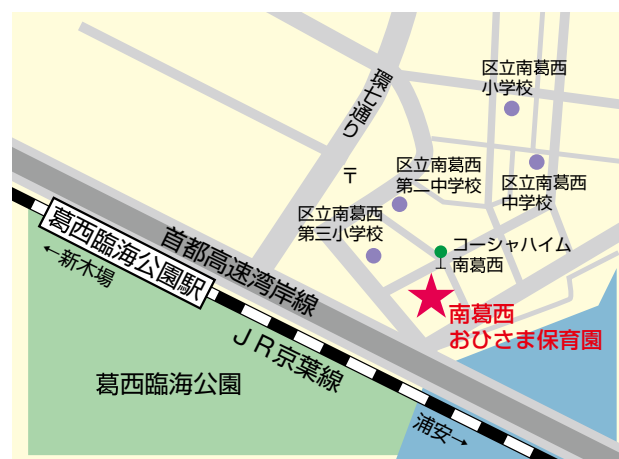 区立南葛西
小学校
環七通り
〒
区立南葛西
第二中学校
区立南葛西
中学校
区立南葛西
第三小学校
コーシャハイム
南葛西
首都高速湾岸線
葛西臨海公園駅
←新木場
南葛西
おひさま保育園
JR京葉線
葛西臨海公園
浦安→